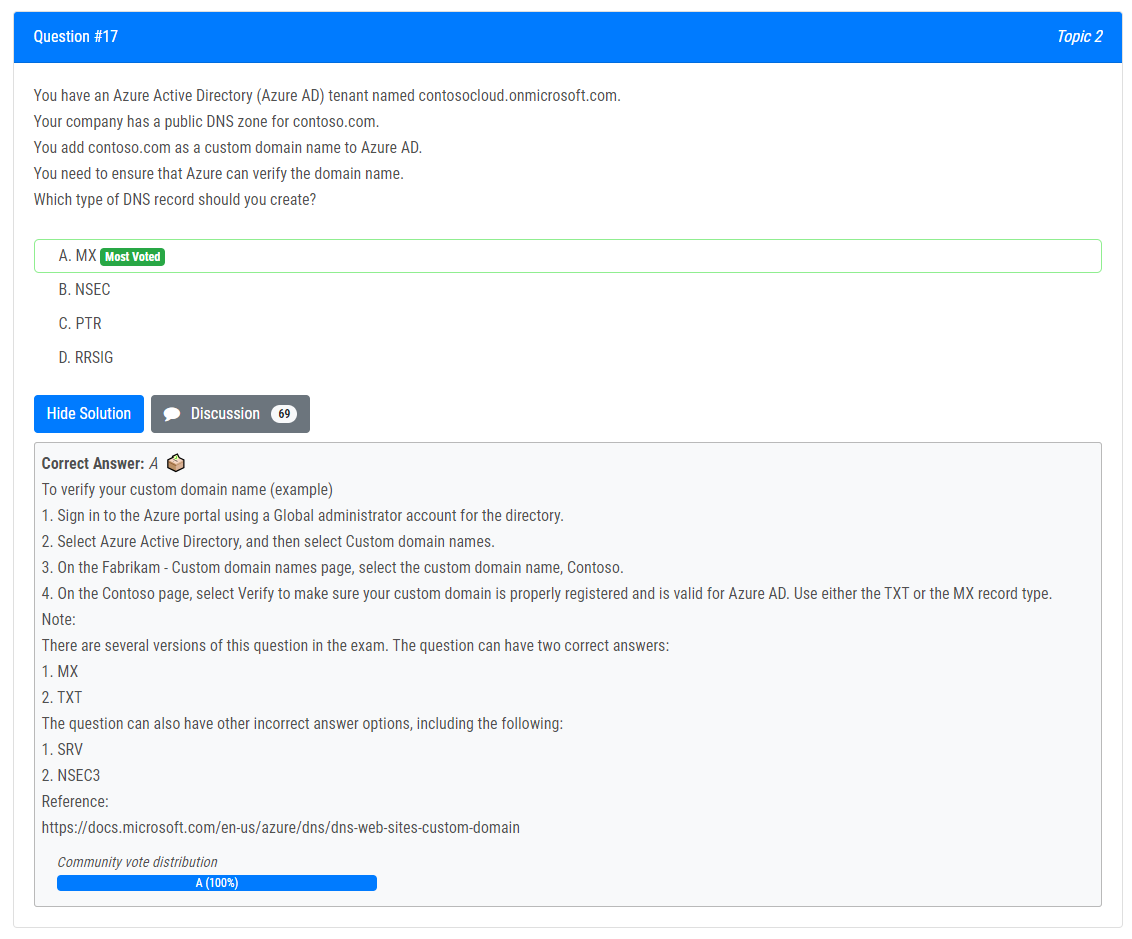 Question #17
Topic 2
You have an Azure Active Directory (Azure AD) tenant named contosocloud.onmicrosoft.com.
Your company has a public DNS zone for contoso.com.
You add contoso.com as a custom domain name to Azure AD.
You need to ensure that Azure can verify the domain name.
Which type of DNS record should you create?
A. MX Most Voted
B. NSEC
C. PTR
D. RRSIG
Hide Solution Discussion 69
Correct Answer: A
To verify your custom domain name (example)
1. Sign in to the Azure portal using a Global administrator account for the directory.
2. Select Azure Active Directory, and then select Custom domain names.
3. On the Fabrikam - Custom domain names page, select the custom domain name, Contoso.
4. On the Contoso page, select Verify to make sure your custom domain is properly registered and is valid for Azure AD. Use either the TXT or the MX record type.
Note:
There are several versions of this question in the exam. The question can have two correct answers:
1. MX
2. TXT
The question can also have other incorrect answer options, including the following:
1. SRV
2. NSEC3
Reference:
https://docs.microsoft.com/en-us/azure/dns/dns-web-sites-custom-domain
Community vote distribution
A (100%)